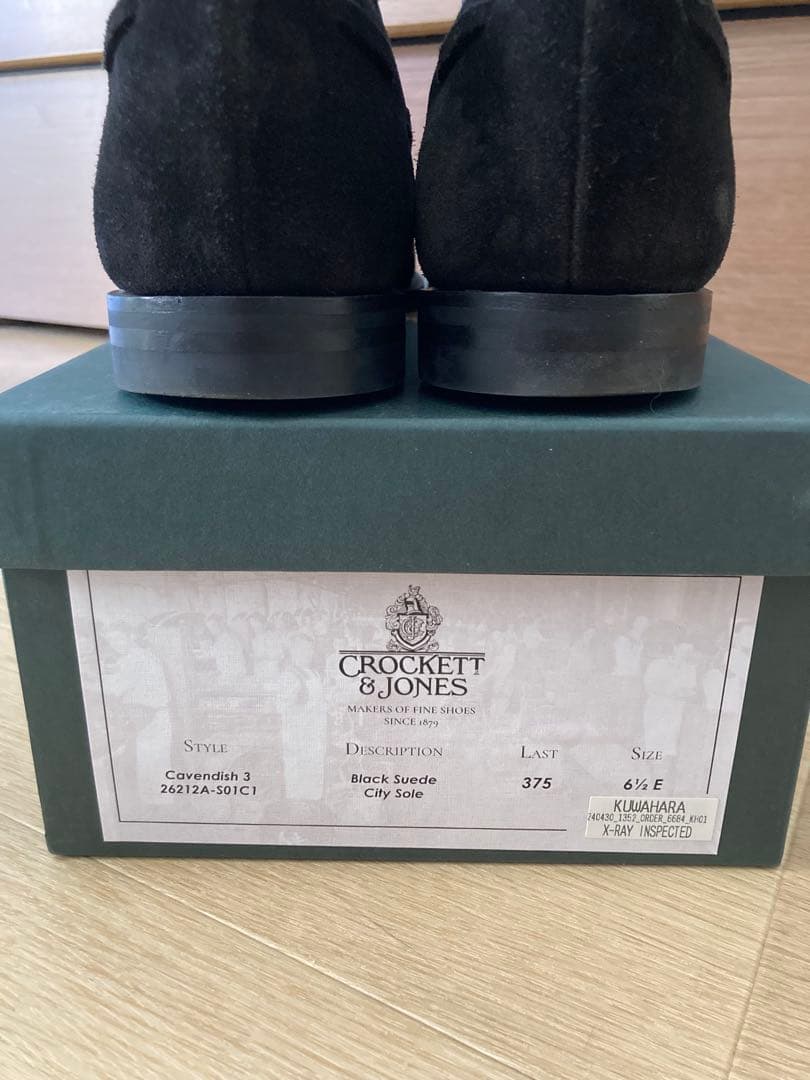 CROCKETT
& JONES
MAKERS OF FINE SHOES
SINCE 1879
STYLE
Cavendish 3
26212A-S01C1
DESCRIPTION
Black Suede
City Sole
LAST
375
SIZE
6½ E
KUWAHARA
240430_1352_ORDER_6684_KH01
X-RAY INSPECTED